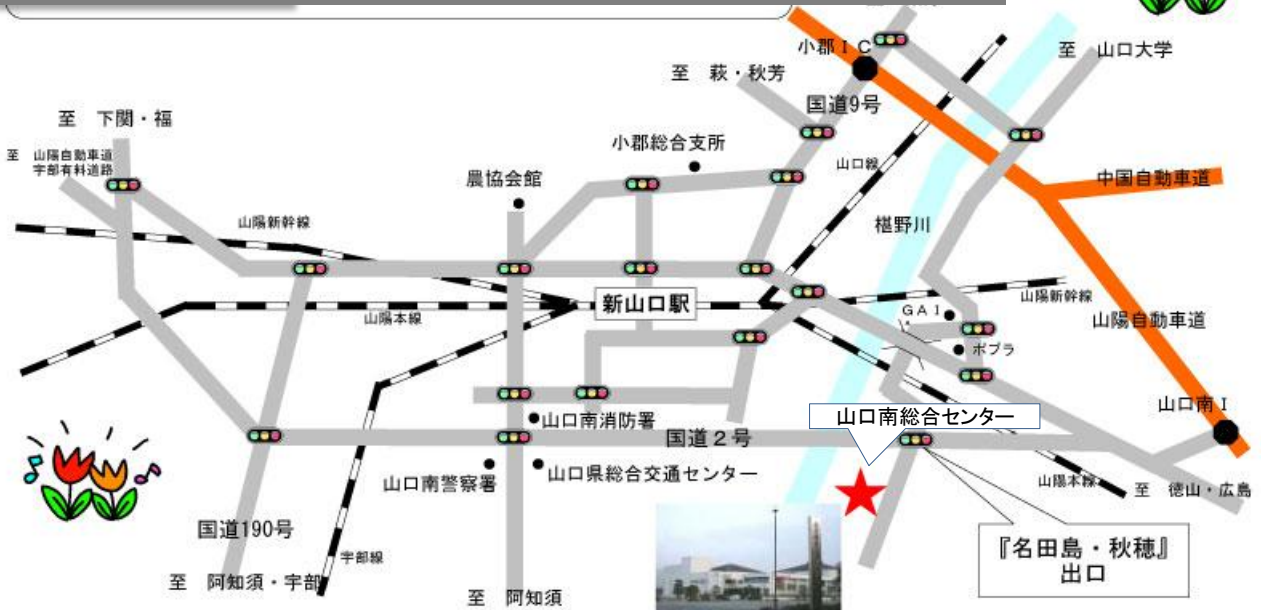 小郡ＩＣ
至　山口大学
至　萩・秋芳
国道9号
至　下関・福
小郡総合支所
山口線
至　山陽自動車道
宇部有料道路
農協会館
中国自動車道
山陽新幹線
椹野川
新山口駅
山陽新幹線
ＧＡ１
山陽本線
山陽自動車道
ポプラ
山口南Ｉ
山口南総合センター
山口南消防署
国道２号
山口南警察署
山口県総合交通センター
山陽本線
至　徳山・広島
国道190号
『名田島・秋穂』
出口
宇部線
至　阿知須・宇部
至　阿知須